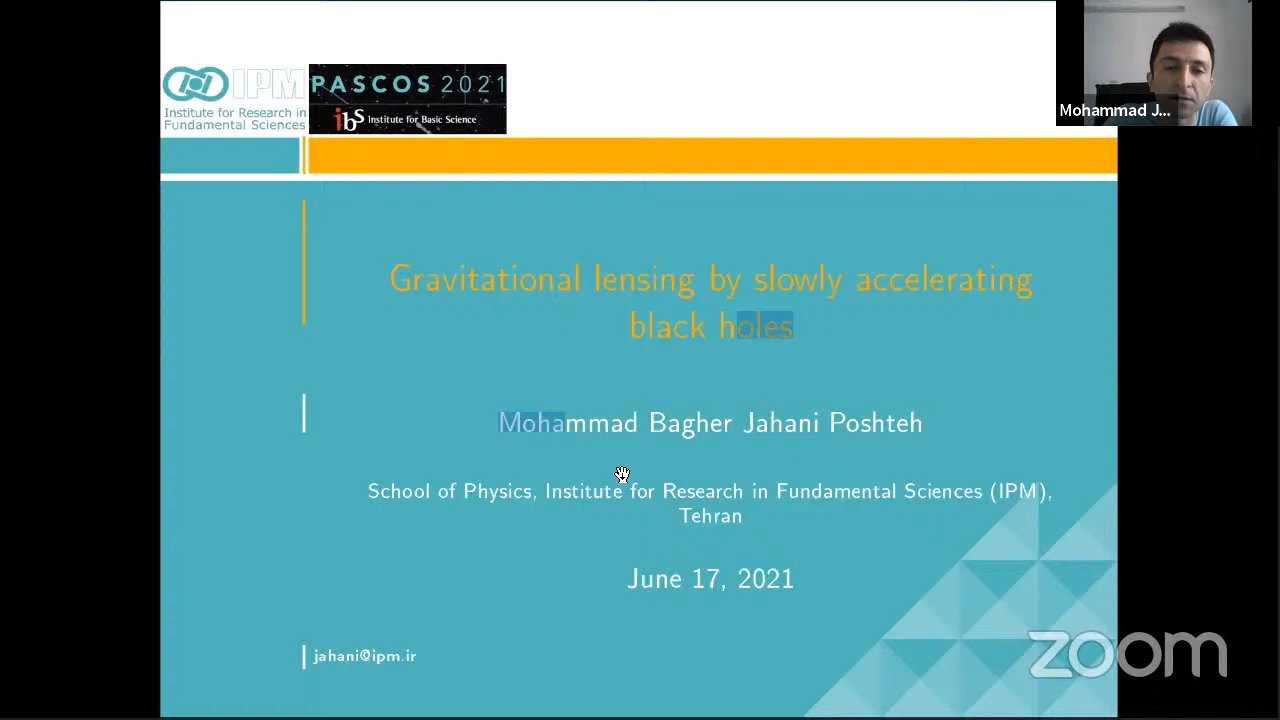 IPM
Institute for Research in
Fundamental Sciences
PASCOS 2021
ibs Institute for Basic Science
Mohammad J...
Gravitational lensing by slowly accelerating
black holes
Mohammad Bagher Jahani Poshteh
School of Physics, Institute for Research in Fundamental Sciences (IPM),
Tehran
June 17, 2021
jahani@ipm.ir
zoom